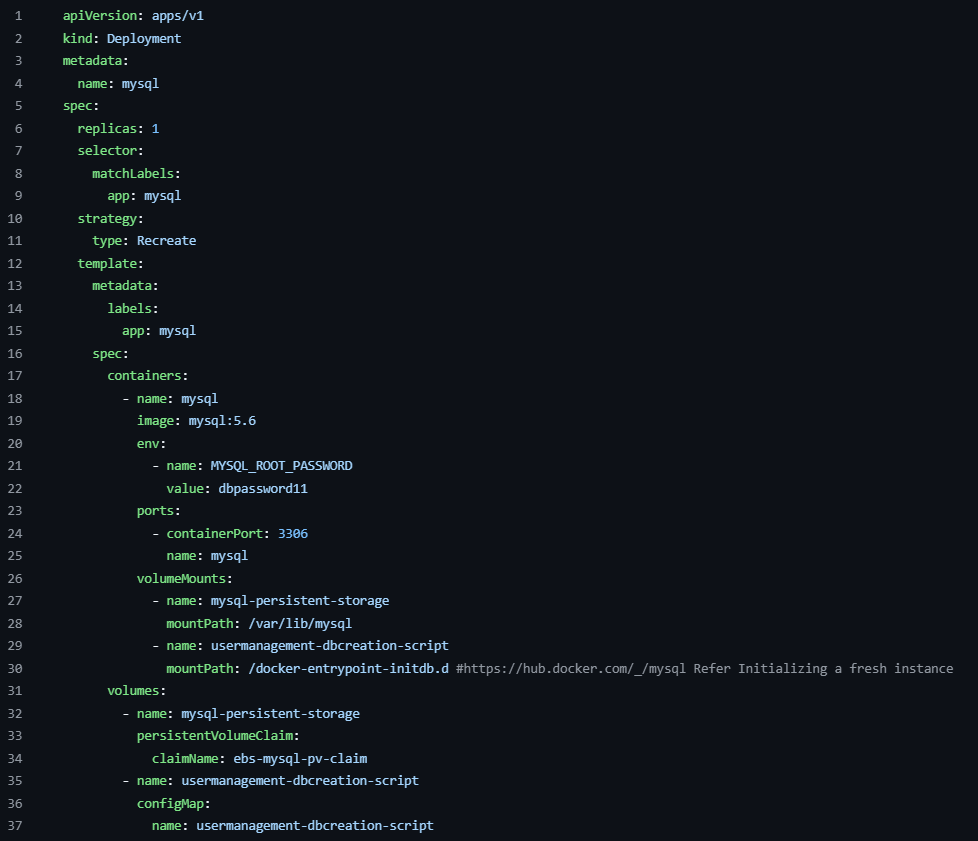 1 apiVersion: apps/v1
2 kind: Deployment
3 metadata:
4   name: mysql
5 spec:
6   replicas: 1
7   selector:
8     matchLabels:
9       app: mysql
10   strategy:
11     type: Recreate
12   template:
13     metadata:
14       labels:
15         app: mysql
16     spec:
17       containers:
18         - name: mysql
19           image: mysql:5.6
20           env:
21             - name: MYSQL_ROOT_PASSWORD
22               value: dbpassword11
23           ports:
24             - containerPort: 3306
25               name: mysql
26           volumeMounts:
27             - name: mysql-persistent-storage
28               mountPath: /var/lib/mysql
29             - name: usermanagement-dbcreation-script
30               mountPath: /docker-entrypoint-initdb.d #https://hub.docker.com/_/mysql Refer Initializing a fresh instance
31       volumes:
32         - name: mysql-persistent-storage
33           persistentVolumeClaim:
34             claimName: ebs-mysql-pv-claim
35         - name: usermanagement-dbcreation-script
36           configMap:
37             name: usermanagement-dbcreation-script